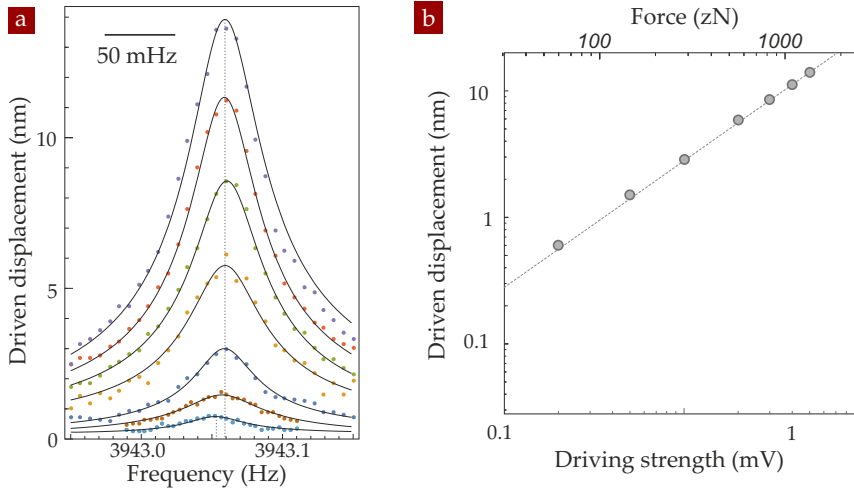 a
50 mHz
Driven displacement (nm)
10
5
0
3943.0
3943.1
Frequency (Hz)
b
Force (zN)
100
1000
Driven displacement (nm)
10
1
0.1
0.1
1
Driving strength (mV)